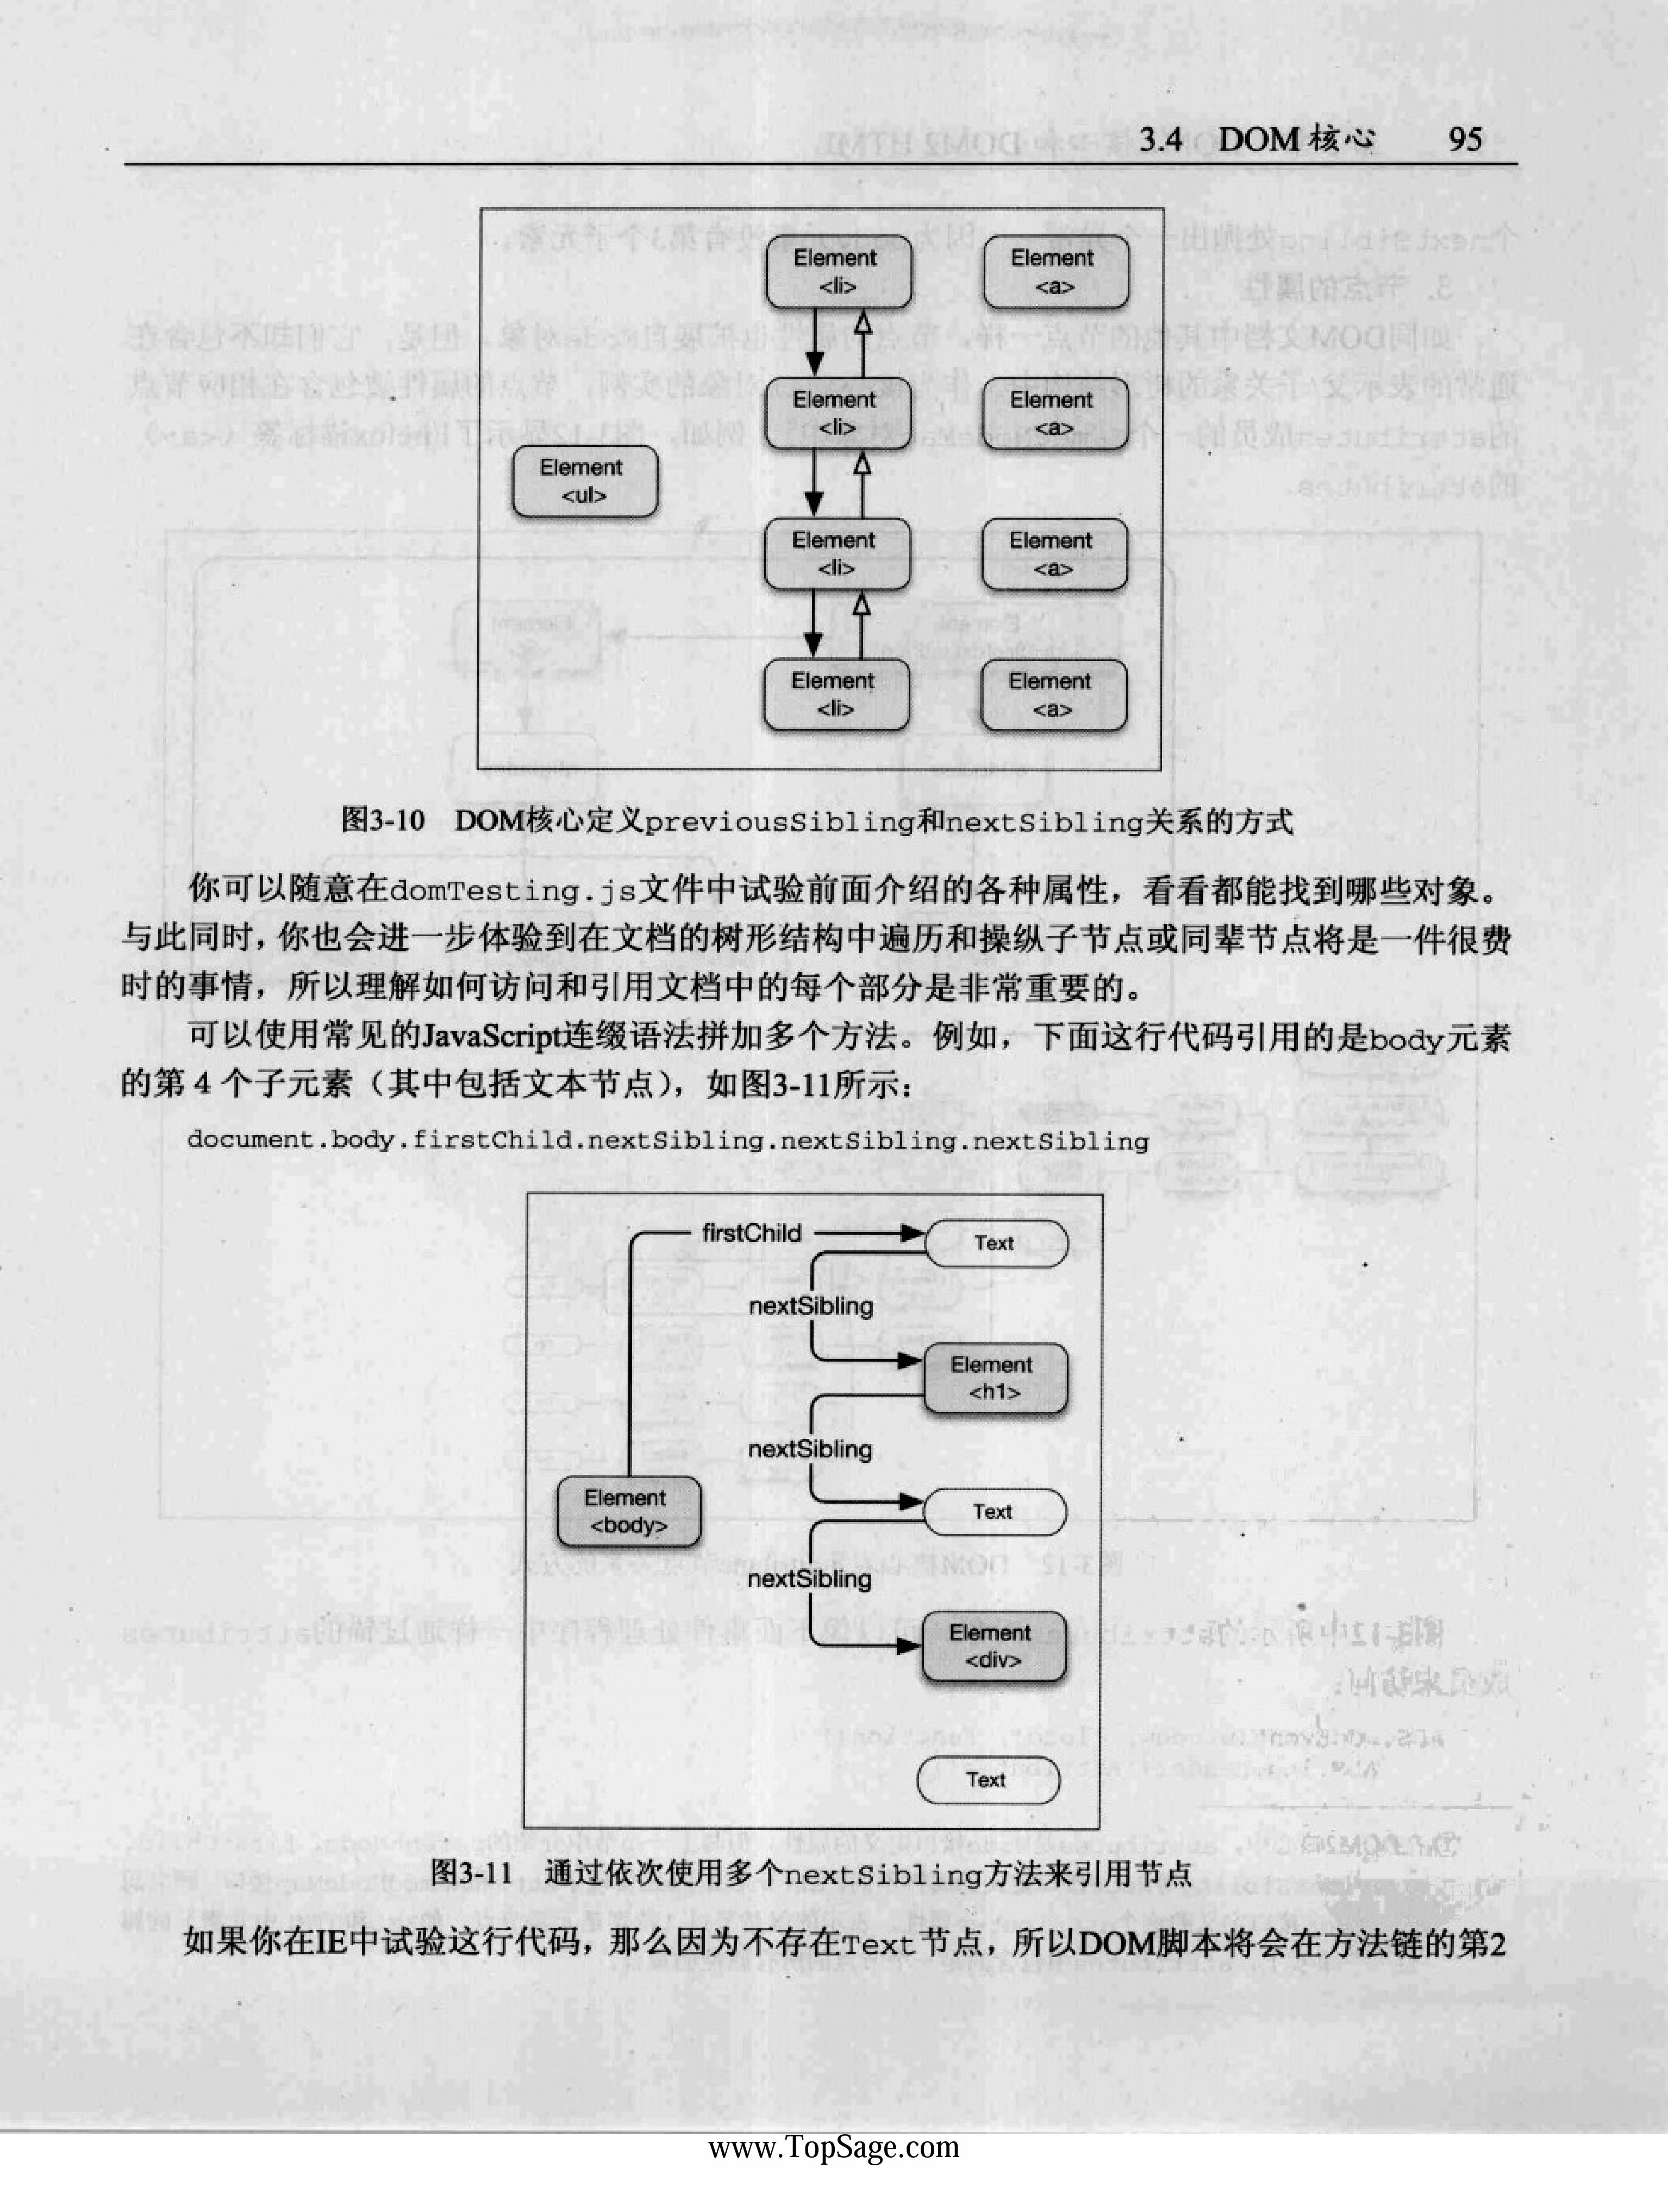 3.4 DOM 核心 95
Element
<li>
Element
<a>
Element
<li>
Element
<a>
Element
<ul>
Element
<li>
Element
<a>
Element
<li>
Element
<a>
图3-10 DOM核心定义previousSibling和nextSibling关系的方式
你可以随意在domTesting.js文件中试验前面介绍的各种属性，看看都能找到哪些对象。
与此同时，你也会进一步体验到在文档的树形结构中遍历和操纵子节点或同辈节点将是一件很费
时的事情，所以理解如何访问和引用文档中的每个部分是非常重要的。
可以使用常见的JavaScript连缀语法拼加多个方法。例如，下面这行代码引用的是body元素
的第 4 个子元素（其中包括文本节点），如图3-11所示：
document.body.firstChild.nextSibling.nextSibling.nextSibling
firstChild
Text
nextSibling
Element
<h1>
nextSibling
Element
<body>
Text
nextSibling
Element
<div>
Text
图3-11 通过依次使用多个nextSibling方法来引用节点
如果你在IE中试验这行代码，那么因为不存在Text节点，所以DOM脚本将会在方法链的第2
www.TopSage.com